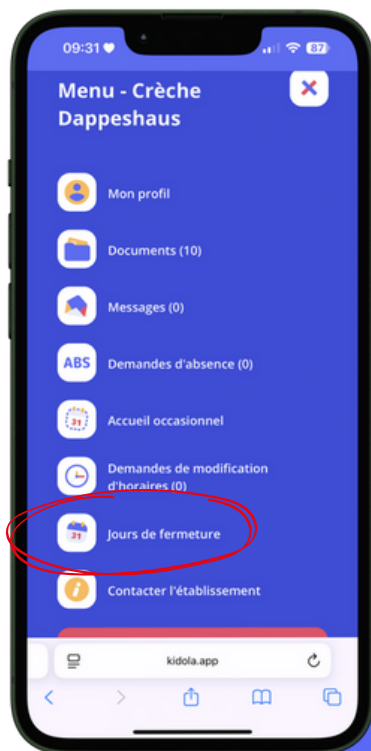 09:31
87
Menu - Crèche
Dappeshaus
Mon profil
Documents (10)
Messages (0)
ABS
Demandes d'absence (0)
31
Accueil occasionnel
Demandes de modification
d'horaires (0)
31
Jours de fermeture
i
Contacter l'établissement
kidola.app